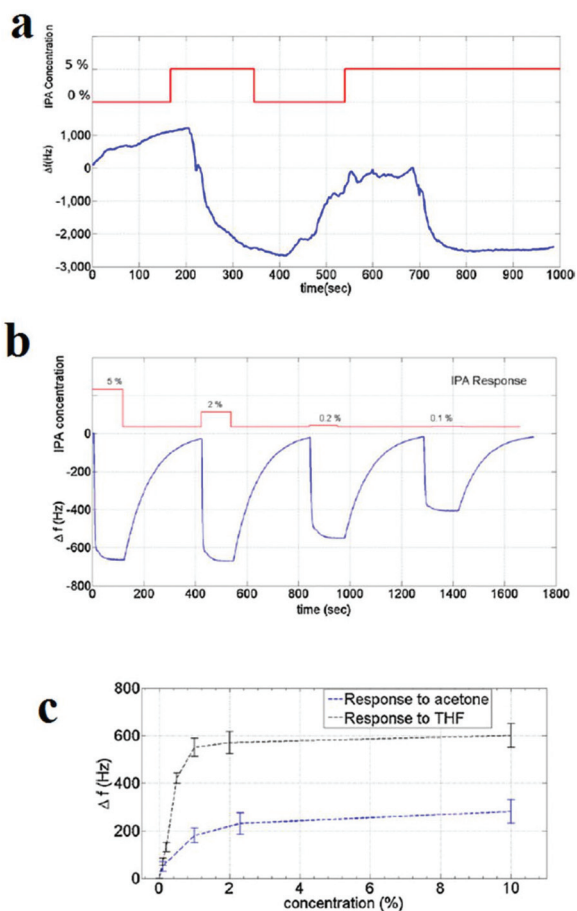 a
IPA Concentration
5 %
0 %
Δf(Hz)
1,000
0
-1,000
-2,000
-3,000
0 100 200 300 400 500 600 700 800 900 1000
time(sec)
b
IPA concentration
Δ f (Hz)
5 %
2 %
0.2 %
0.1 %
IPA Response
0
-200
-400
-600
-800
0 200 400 600 800 1000 1200 1400 1600 1800
time (sec)
c
Δ f (Hz)
800
600
400
200
0
Response to acetone
Response to THF
0 2 4 6 8 10
concentration (%)